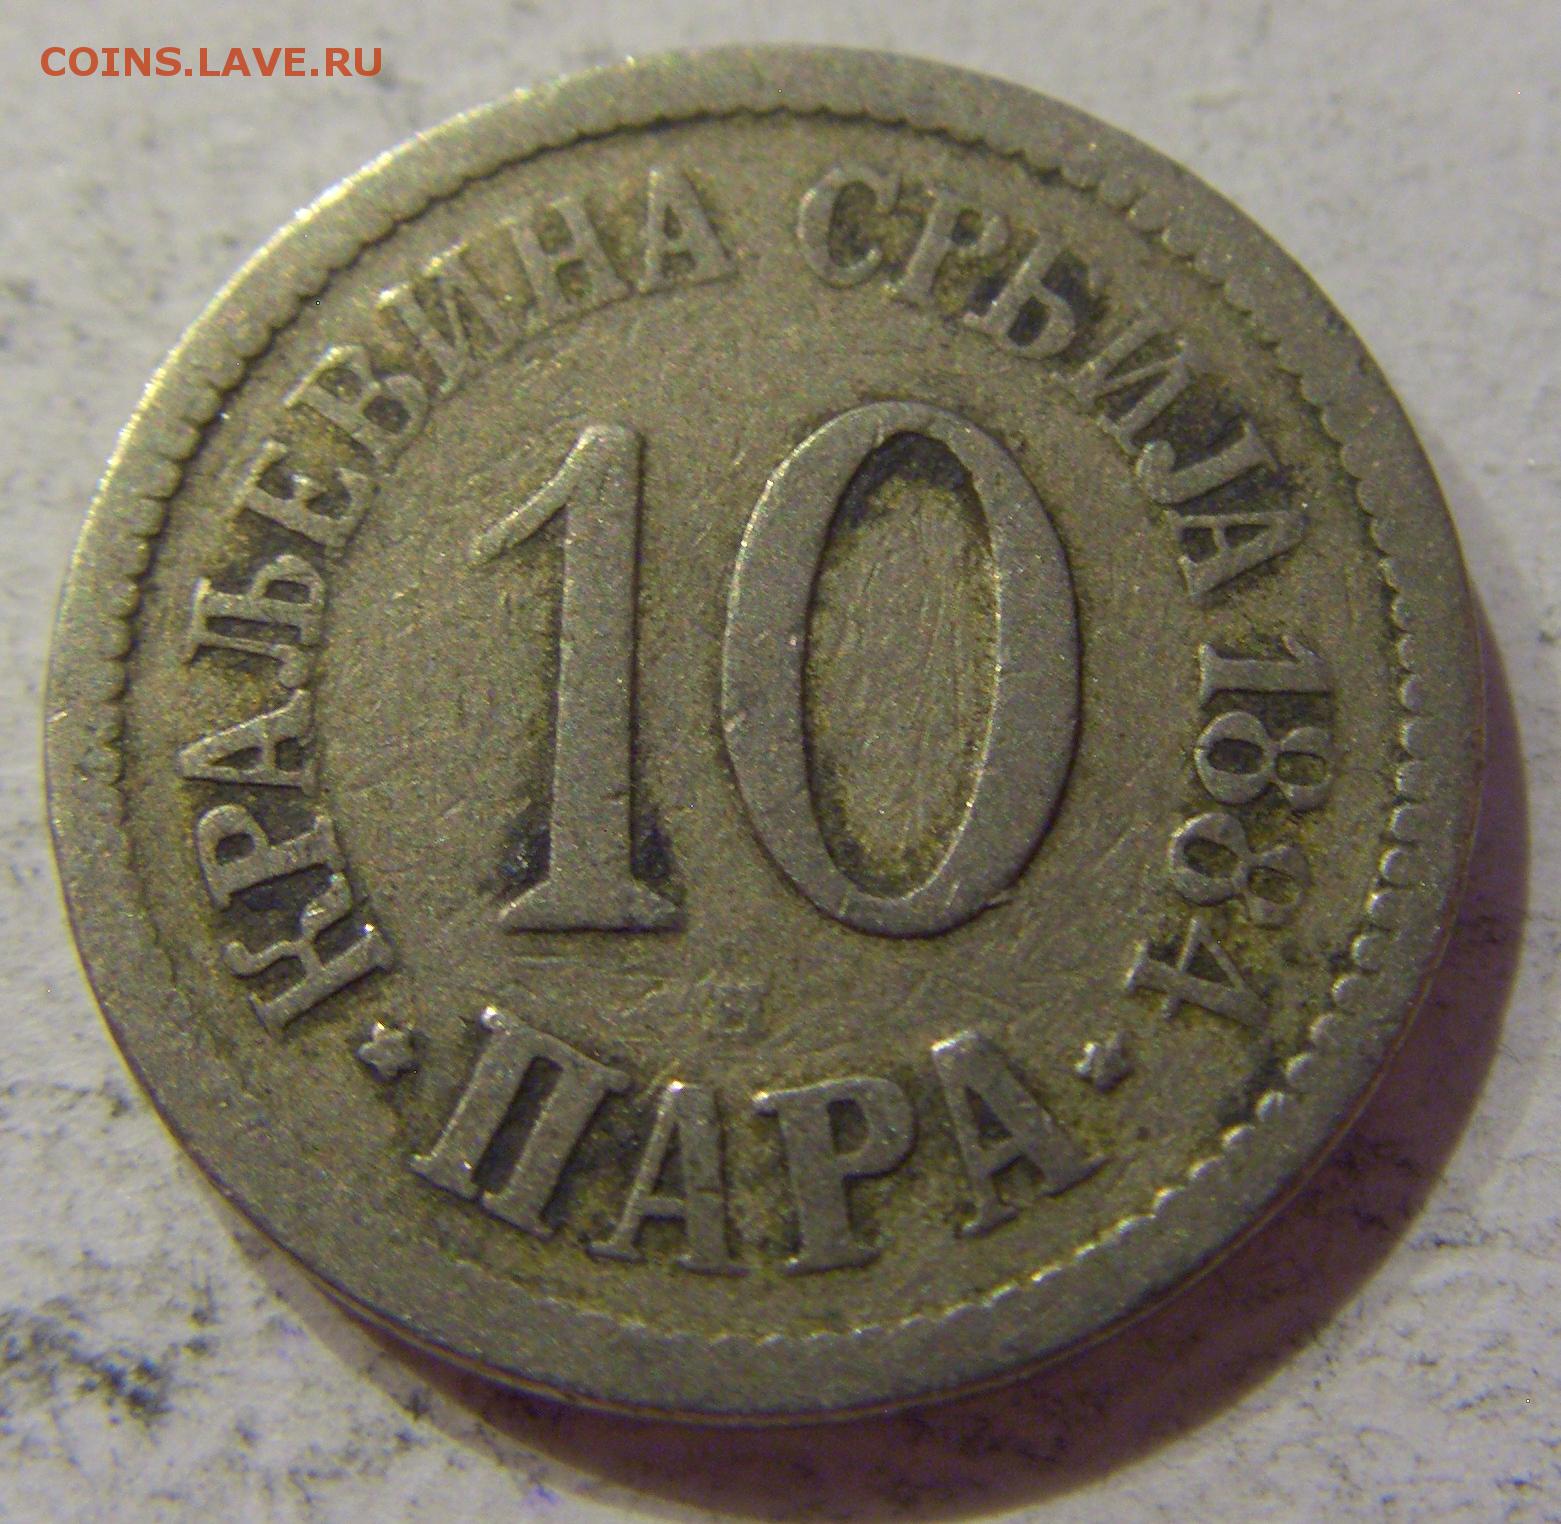 COINS.LAVE.RU
КРАЉЕВИНА СРБИЈА 1884
10
ПАРА